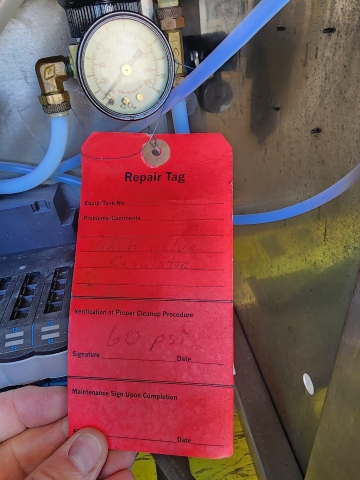 Repair Tag
Equip/Tank No.
Problems/Comments
Regulator
Verification of Proper Cleanup Procedure
60 psi
Signature Date
Maintenance Sign Upon Completion
Date